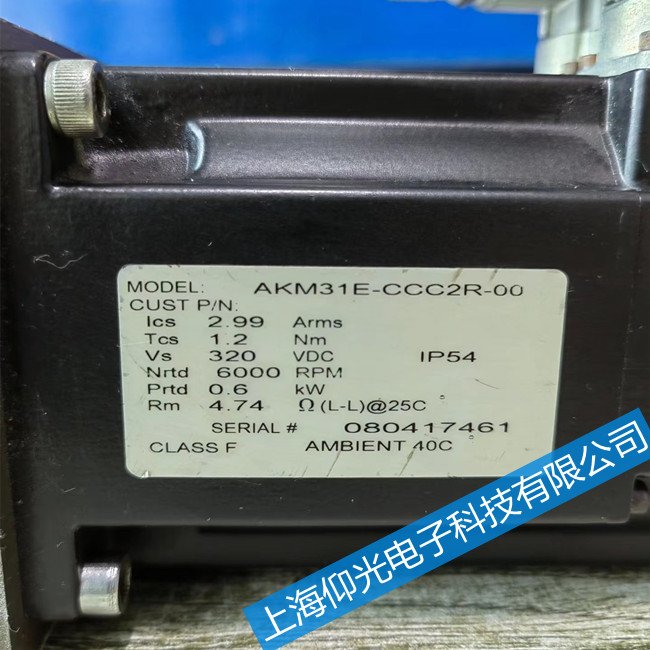 MODEL: AKM31E-CCC2R-00
CUST P/N:
Ics 2.99 Arms
Tcs 1.2 Nm
Vs 320 VDC IP54
Nrtd 6000 RPM
Prtd 0.6 kW
Rm 4.74 Ω(L-L)@25C°
SERIAL # 080417461
CLASS F AMBIENT 40C°
上海仰光电子科技有限公司